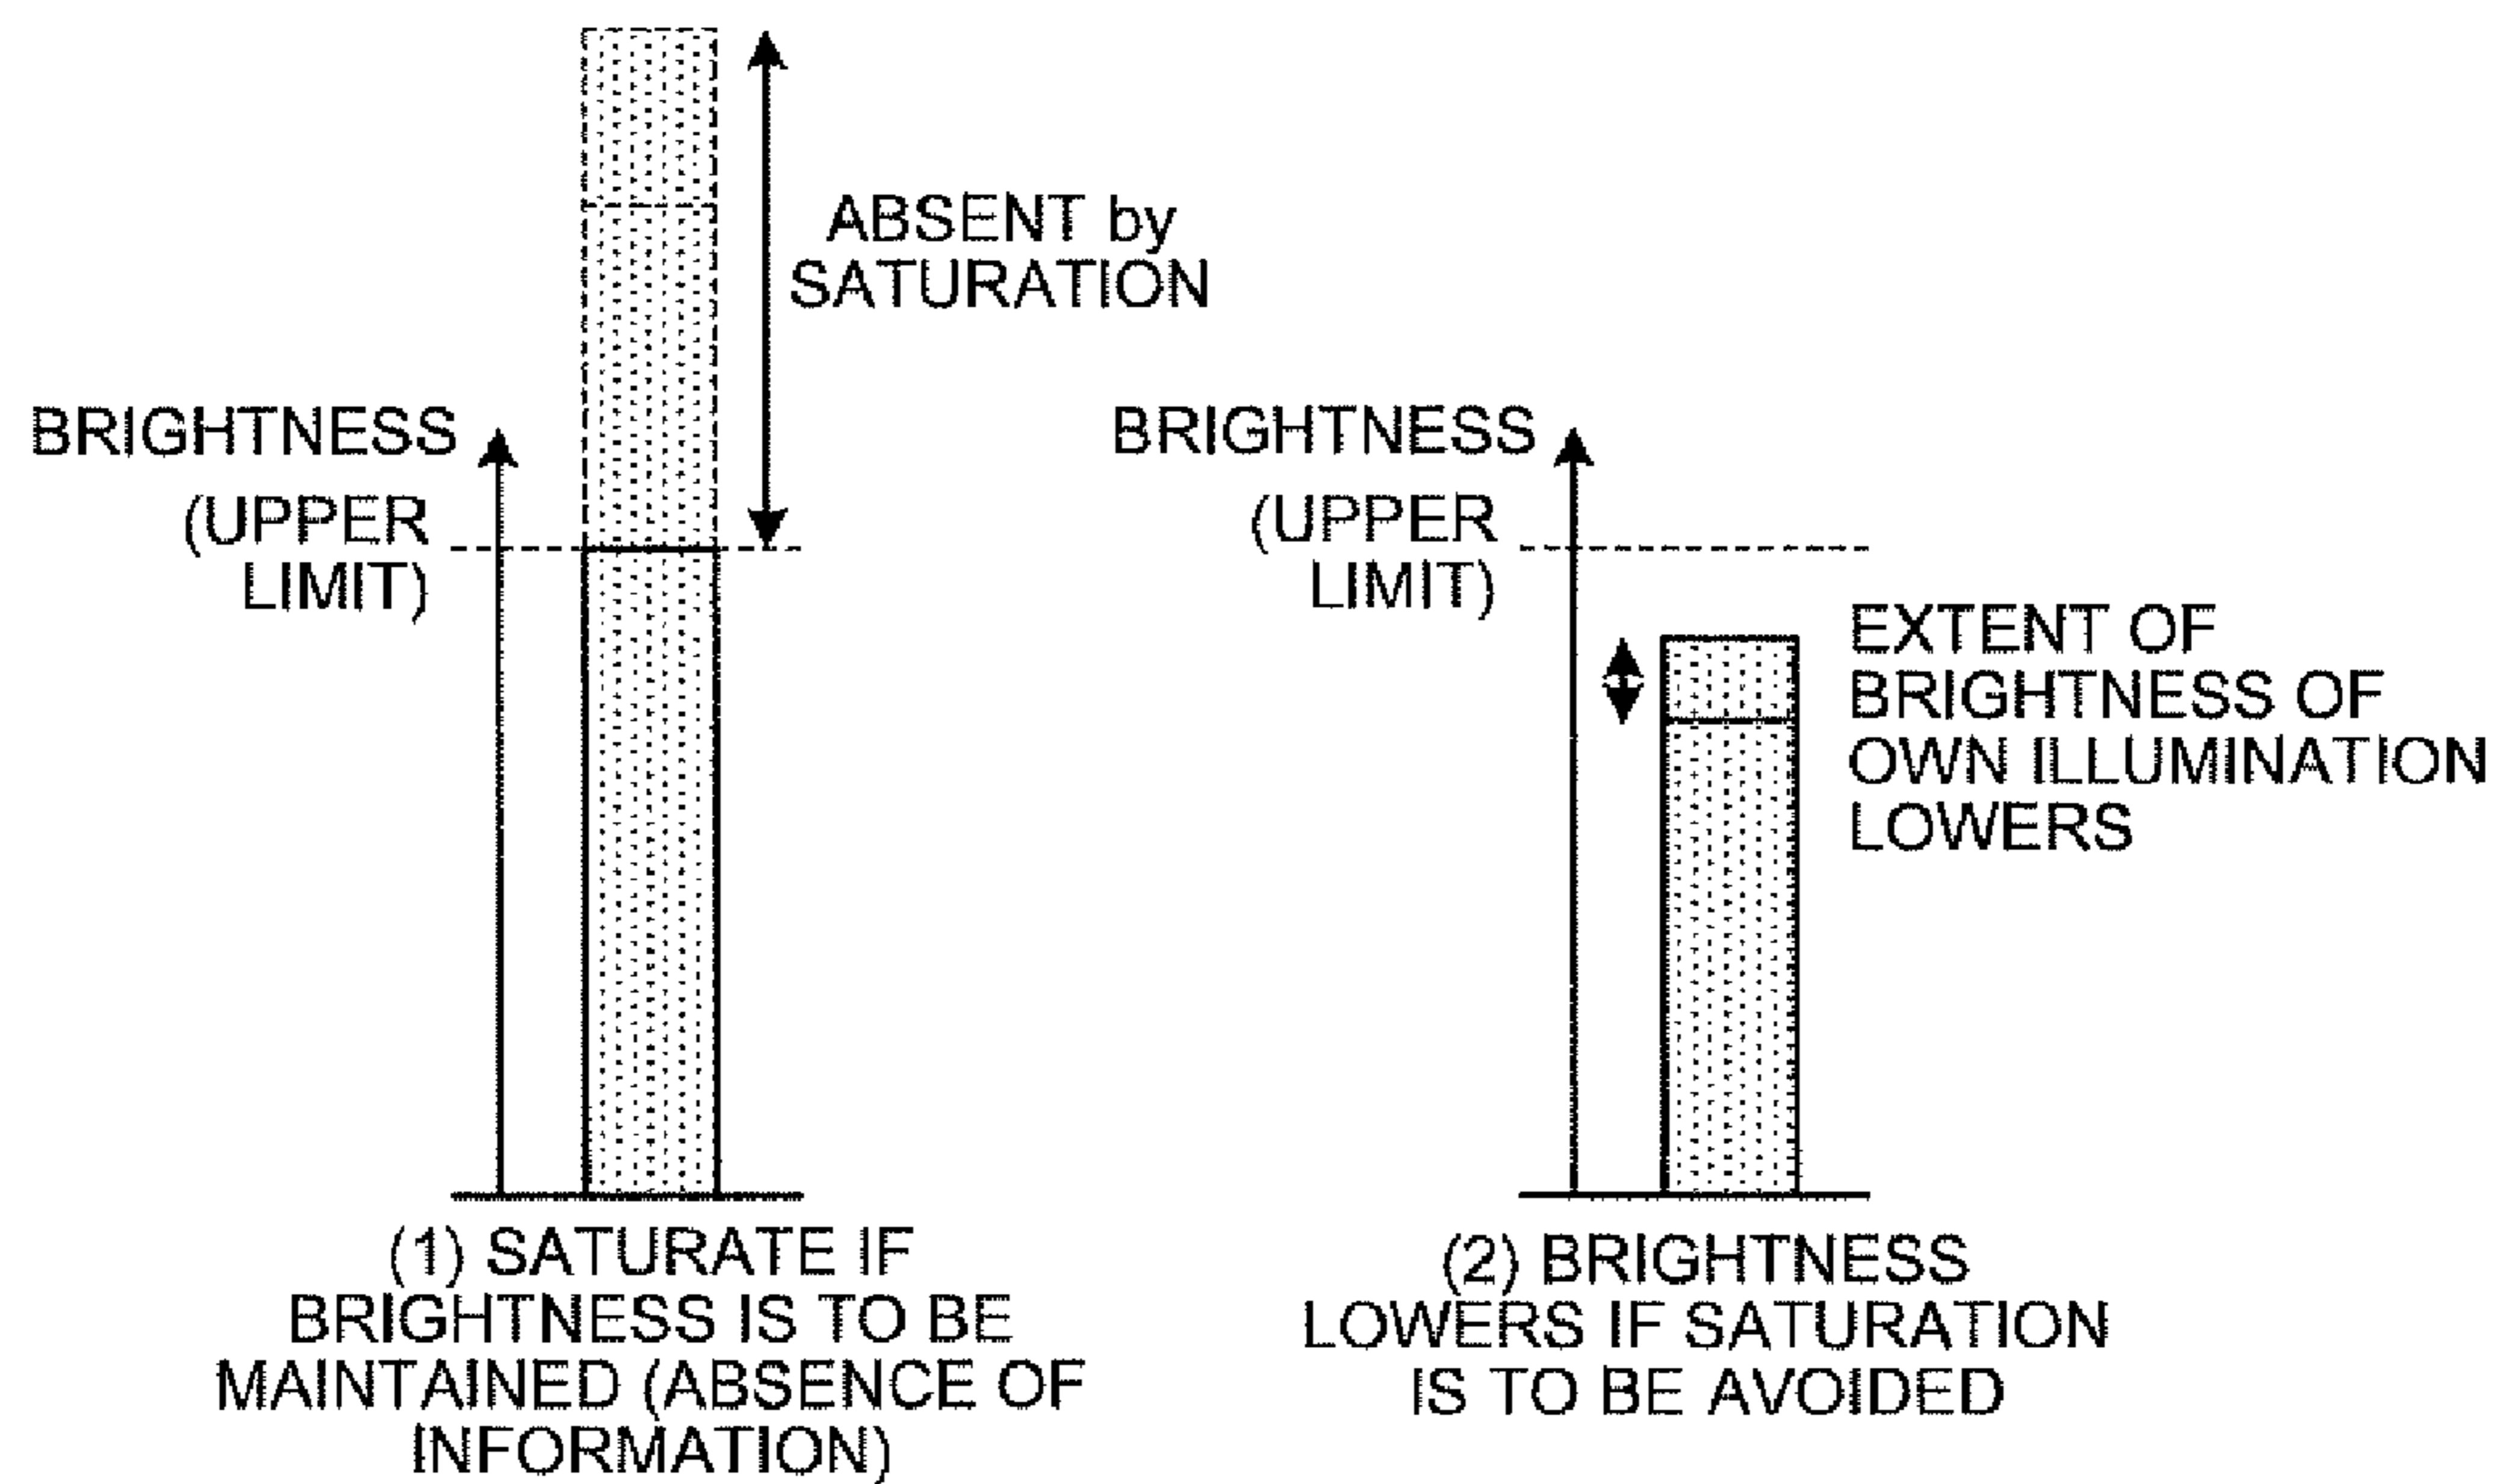 ABSENT by
SATURATION
BRIGHTNESS
(UPPER
LIMIT)
(1) SATURATE IF
BRIGHTNESS IS TO BE
MAINTAINED (ABSENCE OF
INFORMATION)
BRIGHTNESS
(UPPER
LIMIT)
EXTENT OF
BRIGHTNESS OF
OWN ILLUMINATION
LOWERS
(2) BRIGHTNESS
LOWERS IF SATURATION
IS TO BE AVOIDED